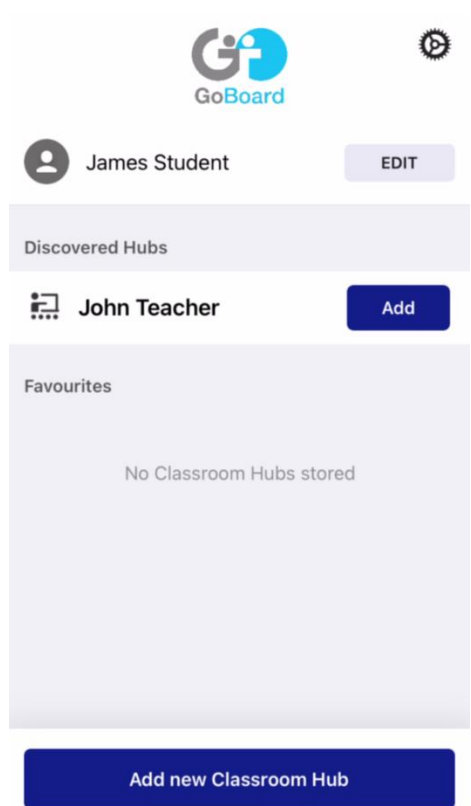 GoBoard
James Student
EDIT
Discovered Hubs
John Teacher
Add
Favourites
No Classroom Hubs stored
Add new Classroom Hub